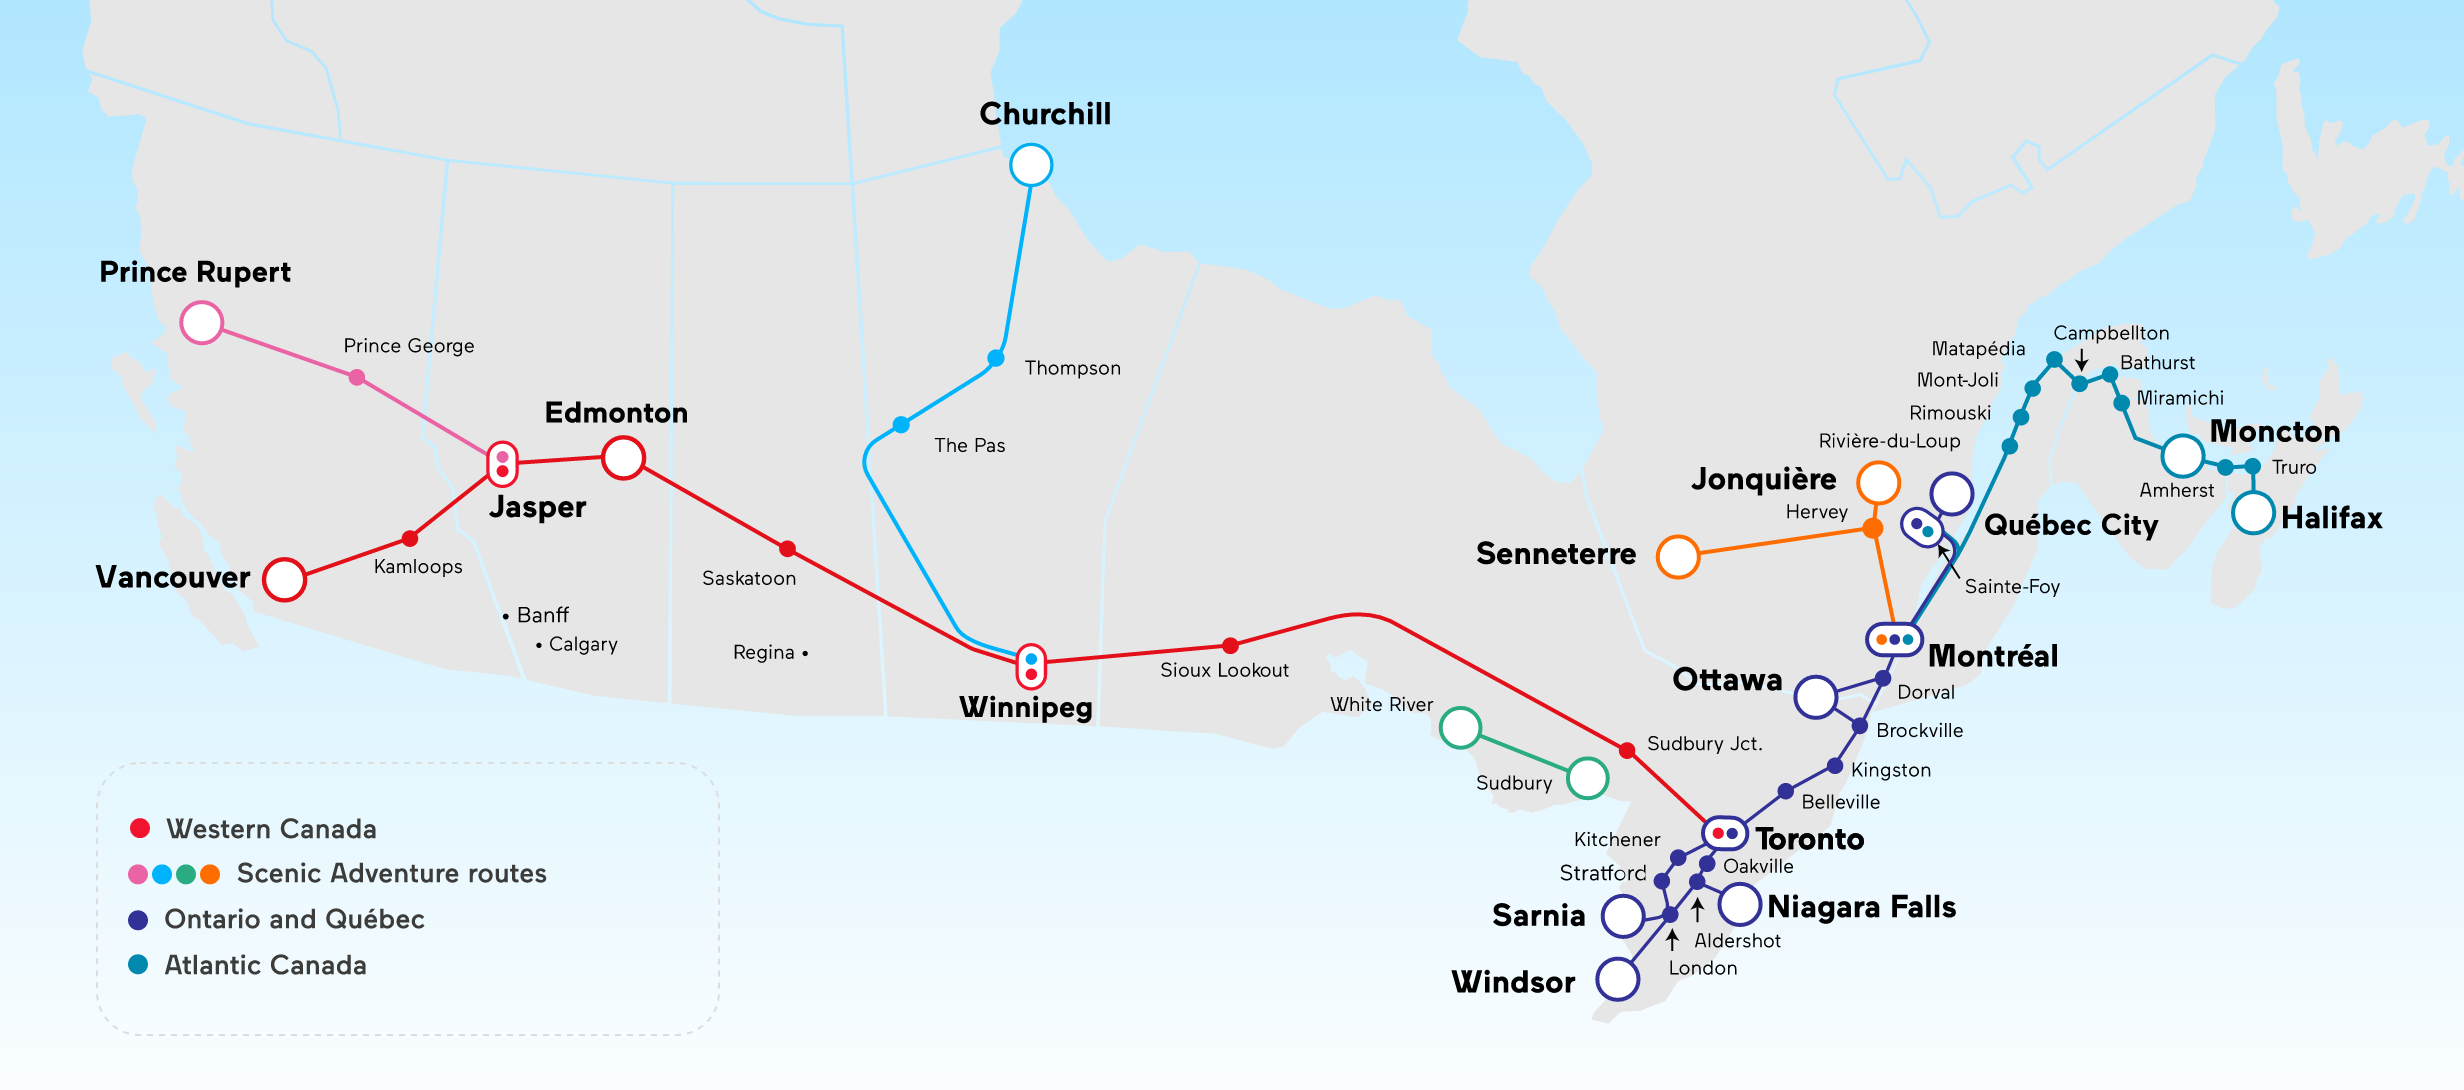 Churchill
Prince Rupert
Prince George
Thompson
Edmonton
The Pas
Jasper
Vancouver
Kamloops
Saskatoon
• Banff
• Calgary
Regina •
Winnipeg
Sioux Lookout
White River
Sudbury
Sudbury Jct.
Campbellton
Matapédia
Bathurst
Mont-Joli
Miramichi
Rimouski
Moncton
Rivière-du-Loup
Truro
Jonquière
Amherst
Hervey
Halifax
Québec City
Senneterre
Sainte-Foy
Montréal
Ottawa
Dorval
Brockville
Kingston
Belleville
Kitchener
Toronto
Oakville
Stratford
Niagara Falls
Sarnia
Aldershot
London
Windsor
Western Canada
Scenic Adventure routes
Ontario and Québec
Atlantic Canada